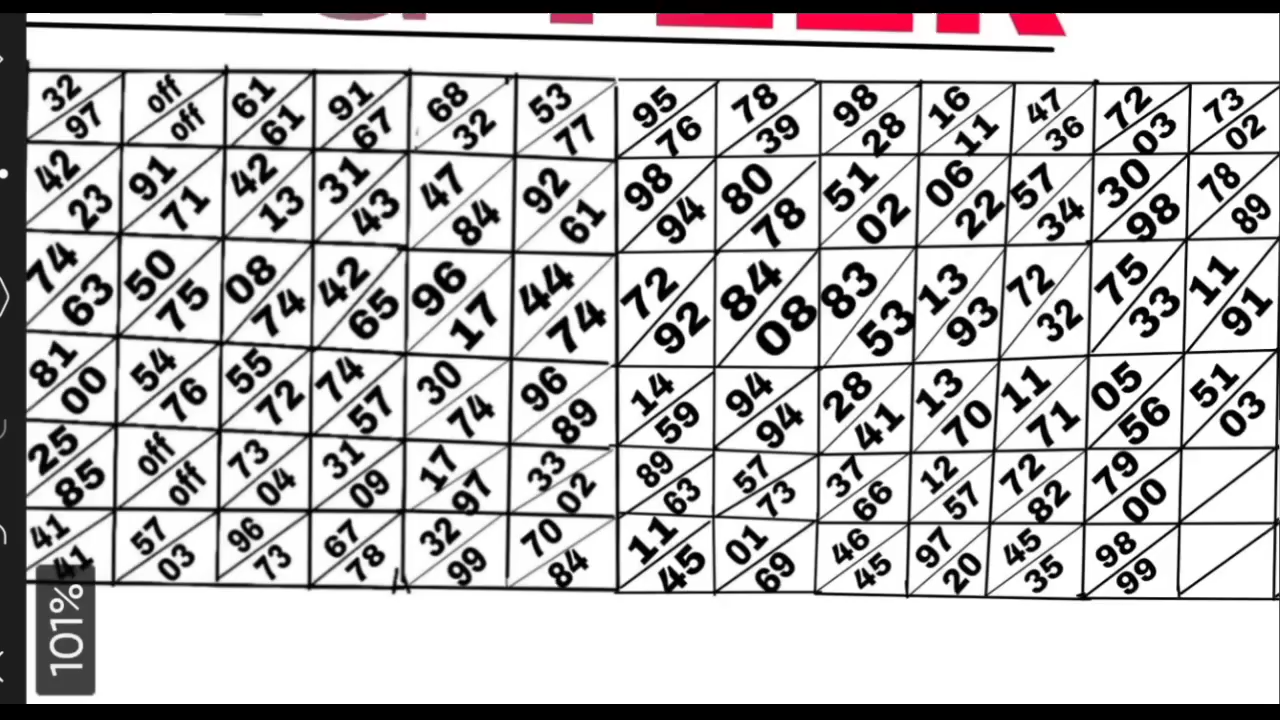 32/97 off/off 61/61 91/67 68/32 53/77 95/76 78/39 98/28 16/11 47/36 72/03 73/02
42/23 91/71 42/13 31/43 47/84 92/61 98/94 80/78 51/02 06/22 57/34 30/98 78/89
74/63 50/75 08/74 42/65 96/17 44/74 72/92 84/08 83/53 13/93 72/32 75/33 11/91
81/00 54/76 55/72 74/57 30/74 96/89 14/59 94/94 28/41 13/70 11/71 05/56 51/03
25/85 off/off 73/04 31/09 17/97 33/02 89/63 57/73 37/66 12/57 72/82 79/00
41/41 57/03 96/73 67/78 32/99 70/84 11/45 01/69 46/45 97/20 45/35 98/99
101%